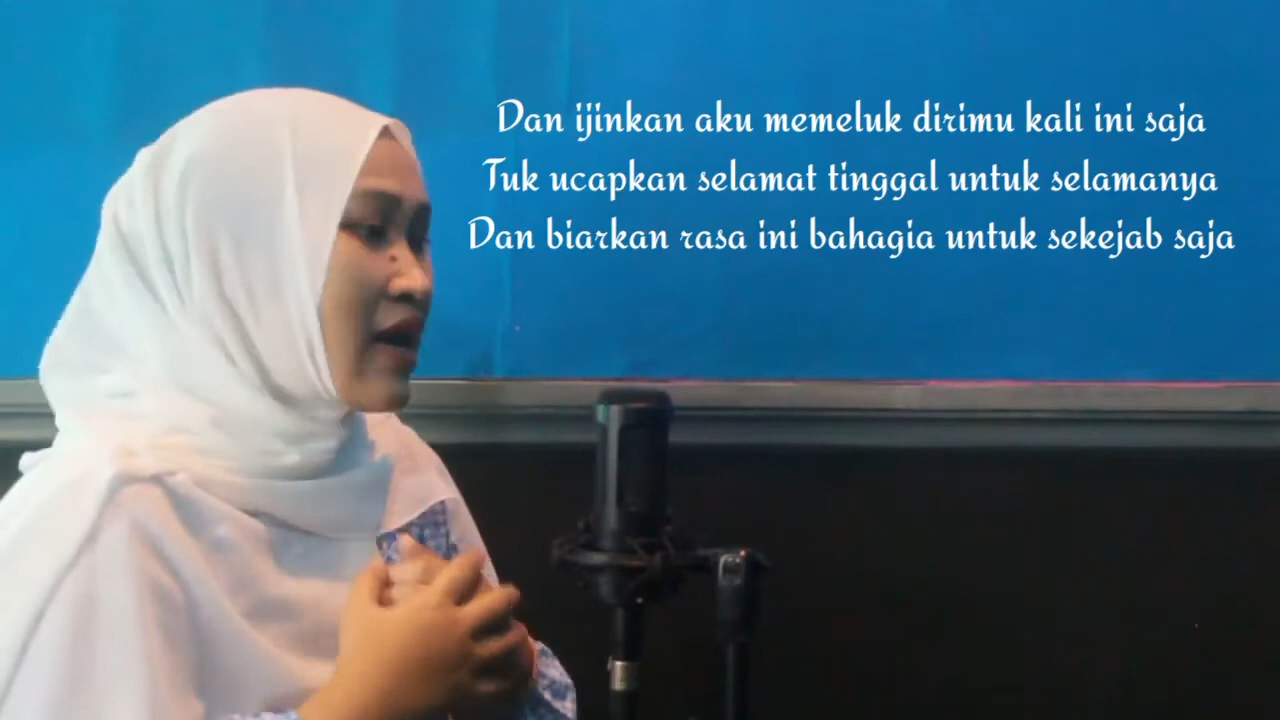 Dan ijinkan aku memeluk dirimu kali ini saja
Tuk ucapkan selamat tinggal untuk selamanya
Dan biarkan rasa ini bahagia untuk sekejab saja